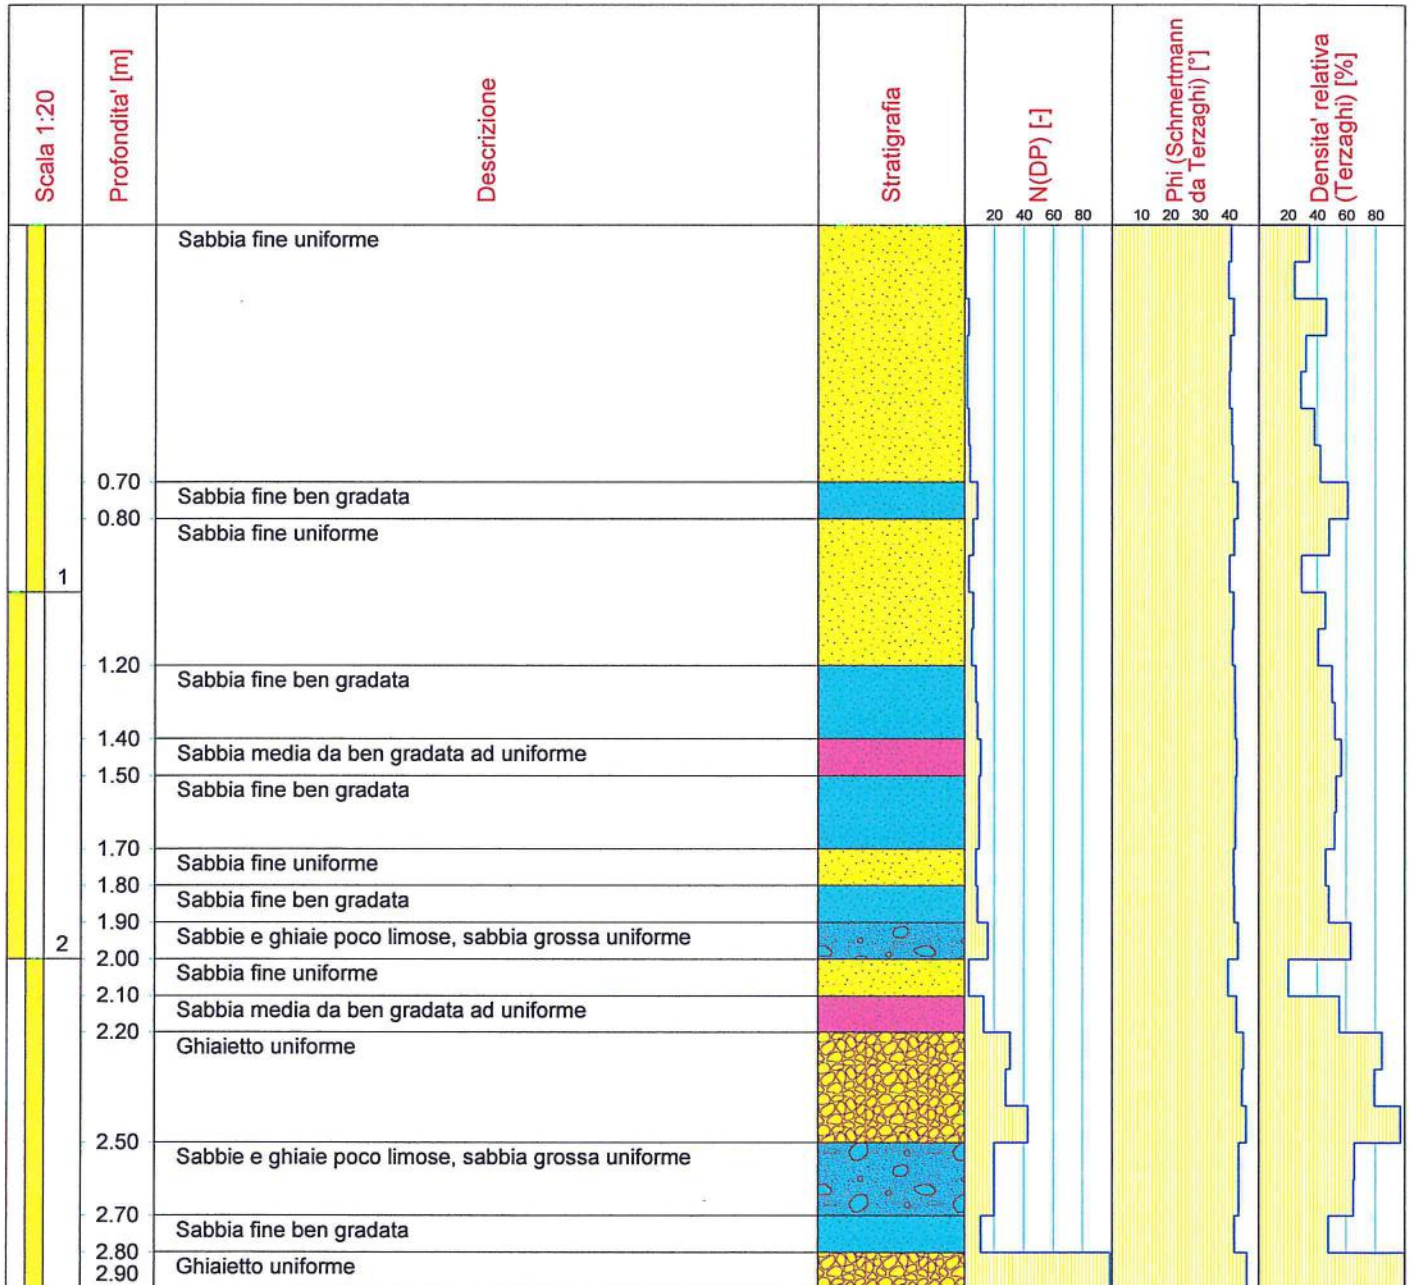 Scala 1:20
Profondita' [m]
Descrizione
Stratigrafia
N(DP) [-]
20 40 60 80
Phi (Schmertmann
da Terzaghi) [°]
10 20 30 40
Densita' relativa
(Terzaghi) [%]
20 40 60 80
Sabbia fine uniforme
0.70
Sabbia fine ben gradata
0.80
Sabbia fine uniforme
1
1.20
Sabbia fine ben gradata
1.40
Sabbia media da ben gradata ad uniforme
1.50
Sabbia fine ben gradata
1.70
Sabbia fine uniforme
1.80
Sabbia fine ben gradata
1.90
Sabbie e ghiaie poco limose, sabbia grossa uniforme
2
2.00
Sabbia fine uniforme
2.10
Sabbia media da ben gradata ad uniforme
2.20
Ghiaietto uniforme
2.50
Sabbie e ghiaie poco limose, sabbia grossa uniforme
2.70
Sabbia fine ben gradata
2.80
Ghiaietto uniforme
2.90